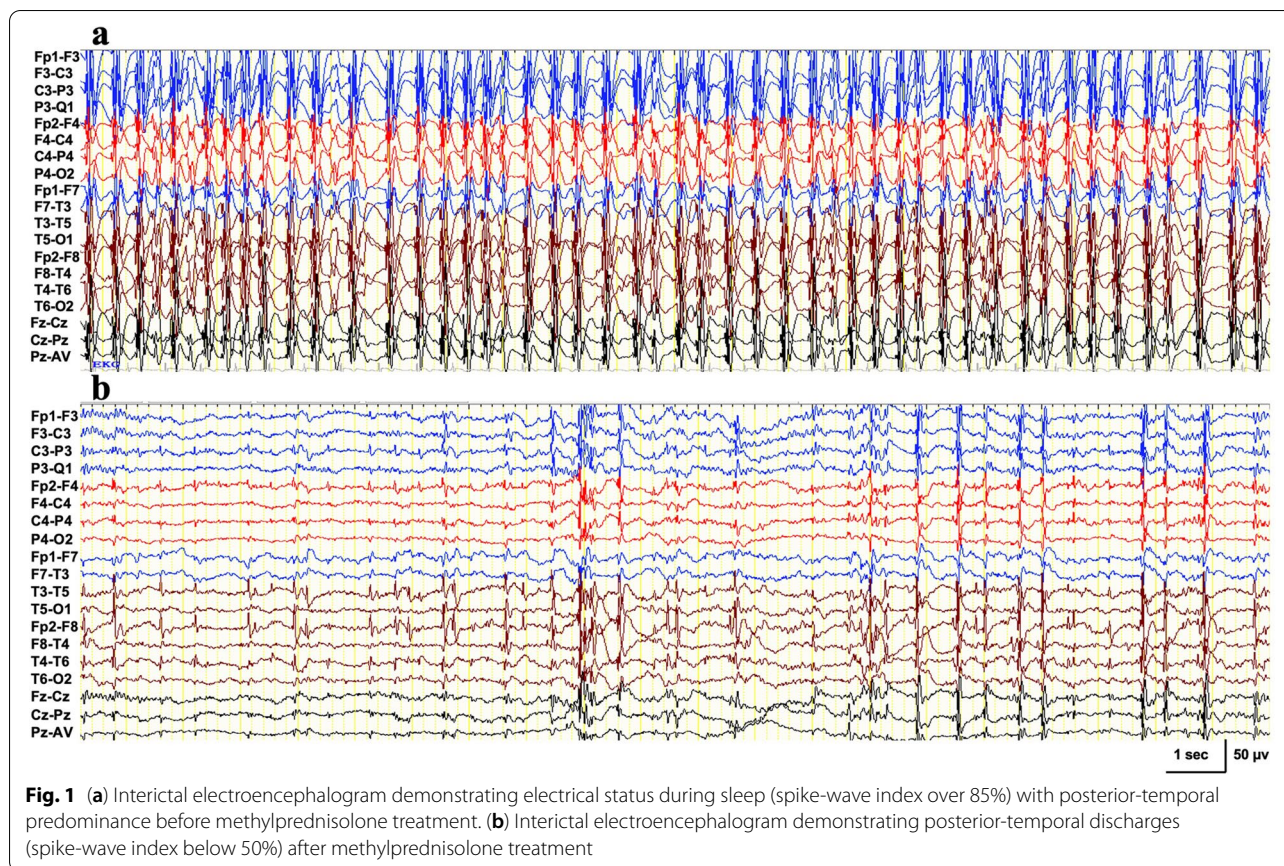 a
Fp1-F3
F3-C3
C3-P3
P3-Q1
Fp2-F4
F4-C4
C4-P4
P4-O2
Fp1-F7
F7-T3
T3-T5
T5-O1
Fp2-F8
F8-T4
T4-T6
T6-O2
Fz-Cz
Cz-Pz
Pz-AV
EKG
b
Fp1-F3
F3-C3
C3-P3
P3-Q1
Fp2-F4
F4-C4
C4-P4
P4-O2
Fp1-F7
F7-T3
T3-T5
T5-O1
Fp2-F8
F8-T4
T4-T6
T6-O2
Fz-Cz
Cz-Pz
Pz-AV
1 sec 50 μv
Fig. 1 (a) Interictal electroencephalogram demonstrating electrical status during sleep (spike-wave index over 85%) with posterior-temporal
predominance before methylprednisolone treatment. (b) Interictal electroencephalogram demonstrating posterior-temporal discharges
(spike-wave index below 50%) after methylprednisolone treatment